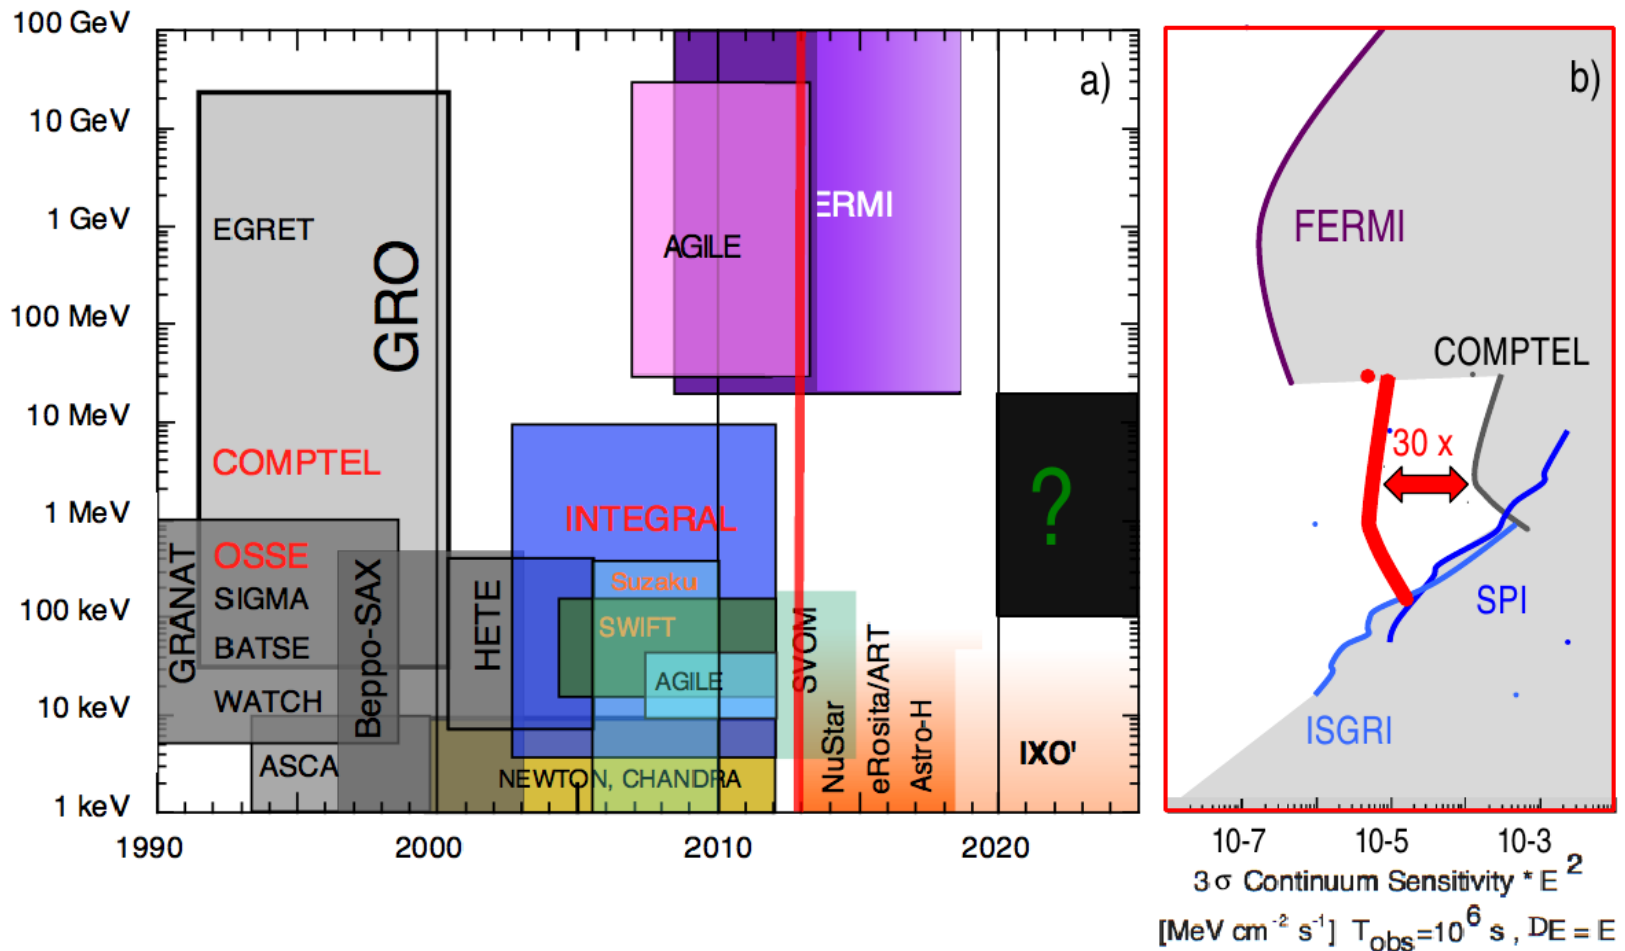 100 GeV
10 GeV
1 GeV
100 MeV
10 MeV
1 MeV
100 keV
10 keV
1 keV
1990
2000
2010
2020
a)
EGRET
GRO
COMPTEL
OSSE
GRANAT
SIGMA
BATSE
WATCH
ASCA
Beppo-SAX
HETE
INTEGRAL
Suzaku
SWIFT
AGILE
NEWTON, CHANDRA
AGILE
ERMI
SVOM
NuStar
eRosita/ART
Astro-H
?
IXO'
b)
FERMI
COMPTEL
30 x
SPI
ISGRI
10-7
10-5
10-3
3 σ Continuum Sensitivity * E 2
[MeV cm-2 s-1] Tobs=10 6 s , DE = E